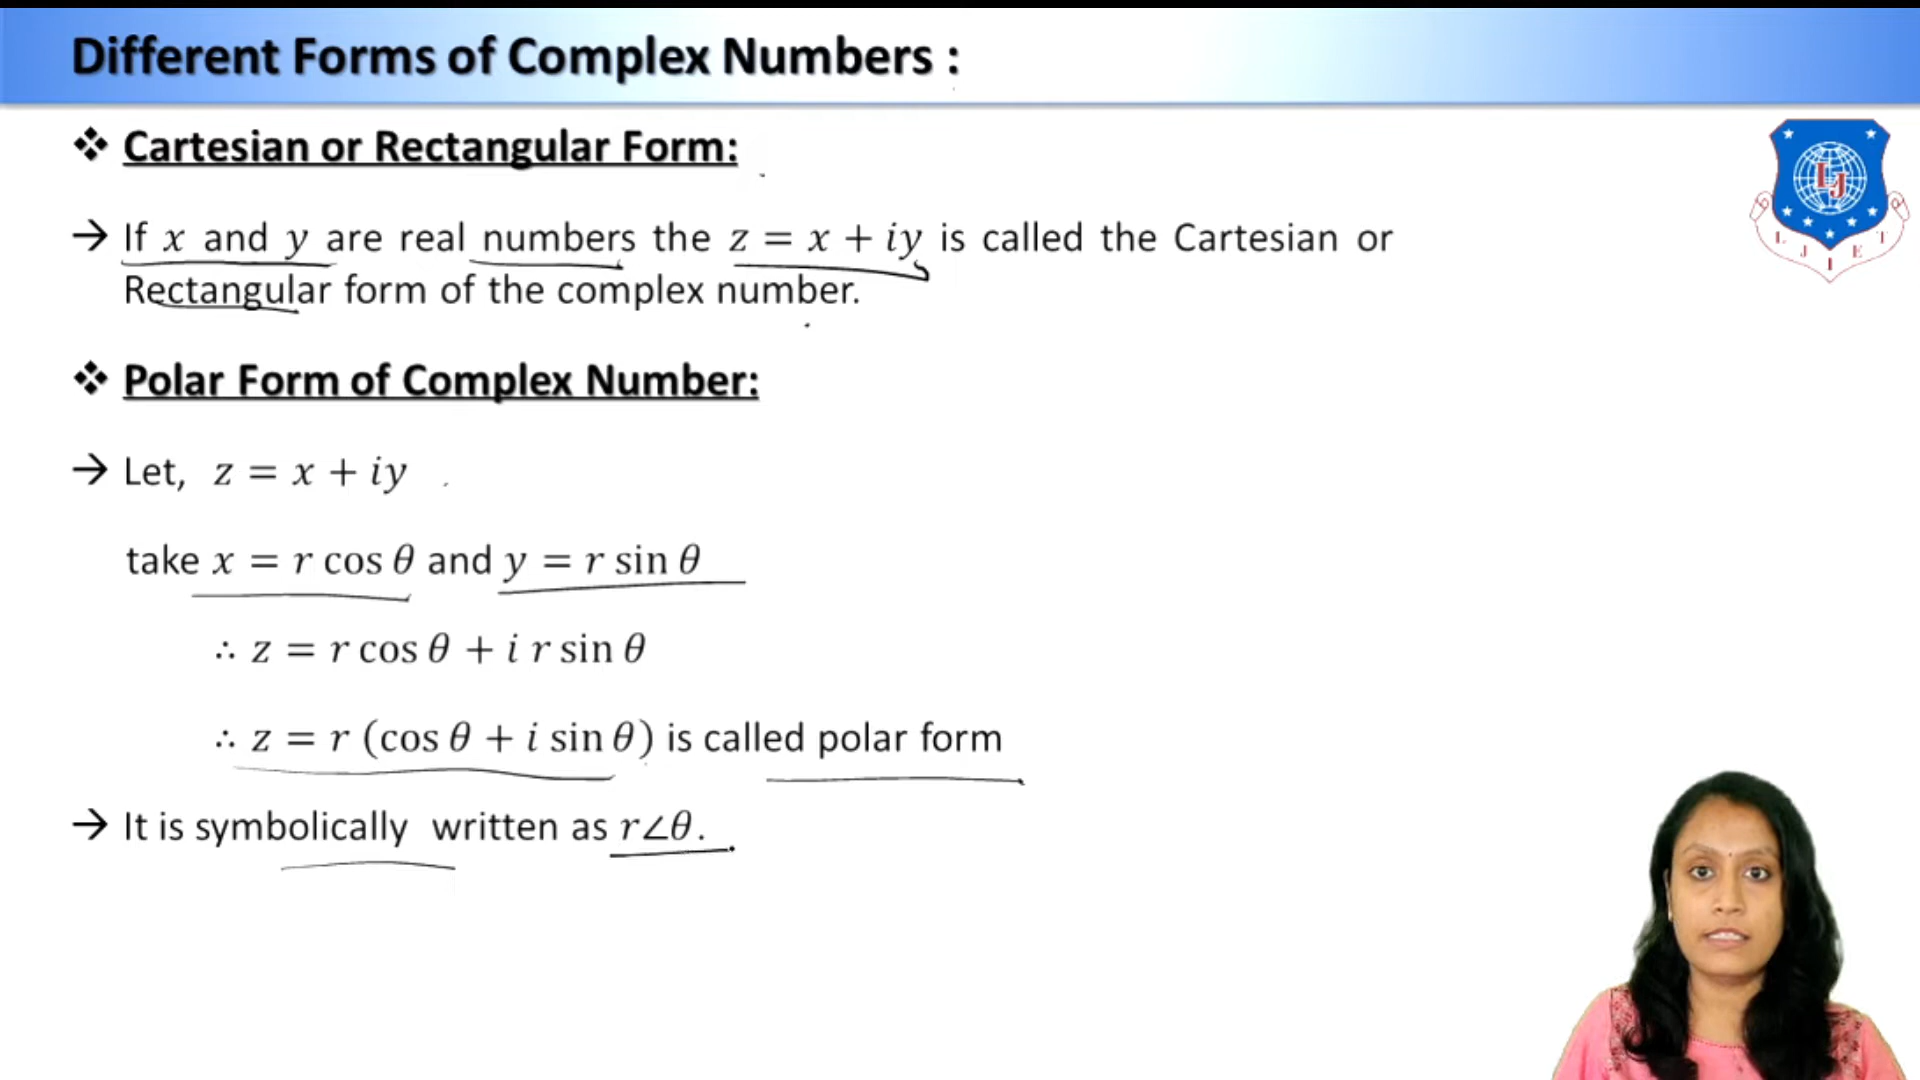 Different Forms of Complex Numbers :
❖ Cartesian or Rectangular Form:
→ If x and y are real numbers the z = x + iy is called the Cartesian or
Rectangular form of the complex number.
❖ Polar Form of Complex Number:
→ Let, z = x + iy
take x = r cos θ and y = r sin θ
∴ z = r cos θ + i r sin θ
∴ z = r (cos θ + i sin θ) is called polar form
→ It is symbolically written as r∠θ.
LJ
L J I E T